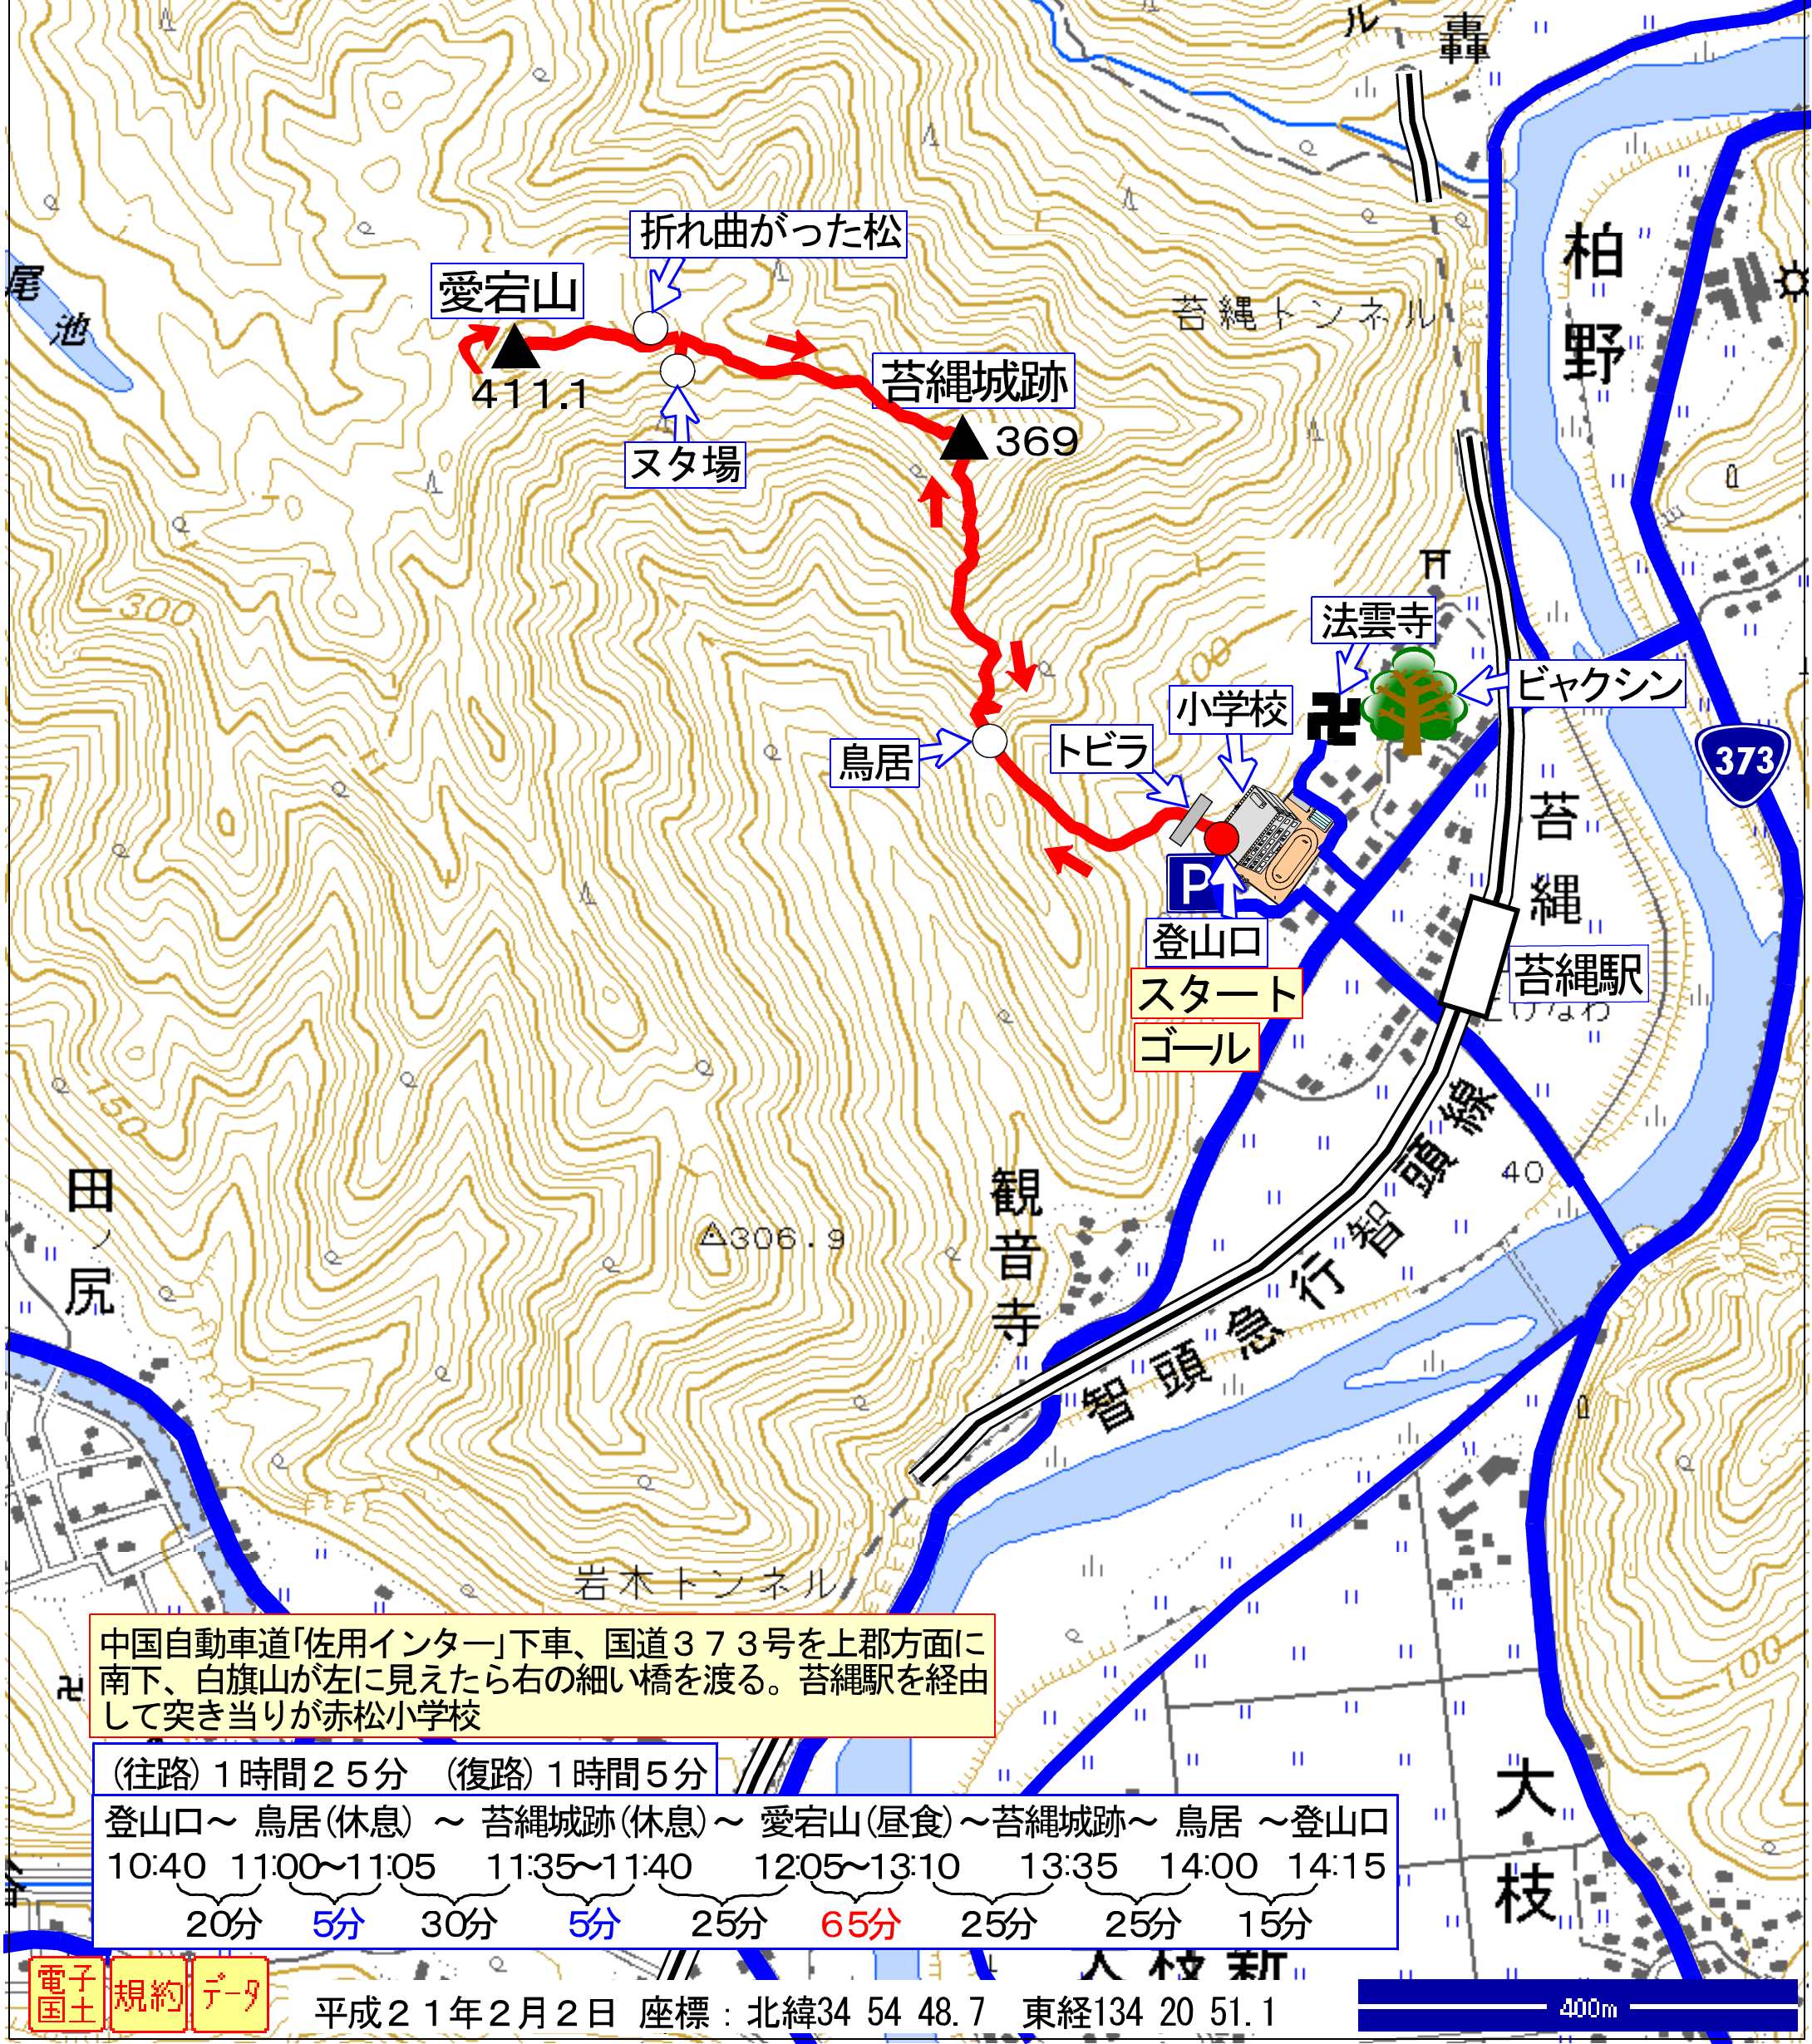 ル
轟
尾
池
折れ曲がった松
愛宕山
411.1
ヌタ場
苔縄城跡
369
苔縄トンネル
柏野
300
100
法雲寺
ビャクシン
小学校
トビラ
鳥居
373
苔縄
P
登山口
スタート
ゴール
苔縄駅
けなわ
150
田ノ尻
306.9
観音寺
智頭急行智頭線
40
岩木トンネル
100
中国自動車道「佐用インター」下車、国道373号を上郡方面に
南下、白旗山が左に見えたら右の細い橋を渡る。苔縄駅を経由
して突き当りが赤松小学校
(往路)1時間25分 (復路)1時間5分
登山口～ 鳥居(休息) ～ 苔縄城跡(休息)～ 愛宕山(昼食)～苔縄城跡～ 鳥居 ～登山口
10:40 11:00～11:05 11:35～11:40 12:05～13:10 13:35 14:00 14:15
20分 5分 30分 5分 25分 65分 25分 25分 15分
大枝
電子国土
規約
データ
平成21年2月2日 座標：北緯34 54 48.7 東経134 20 51.1
400m